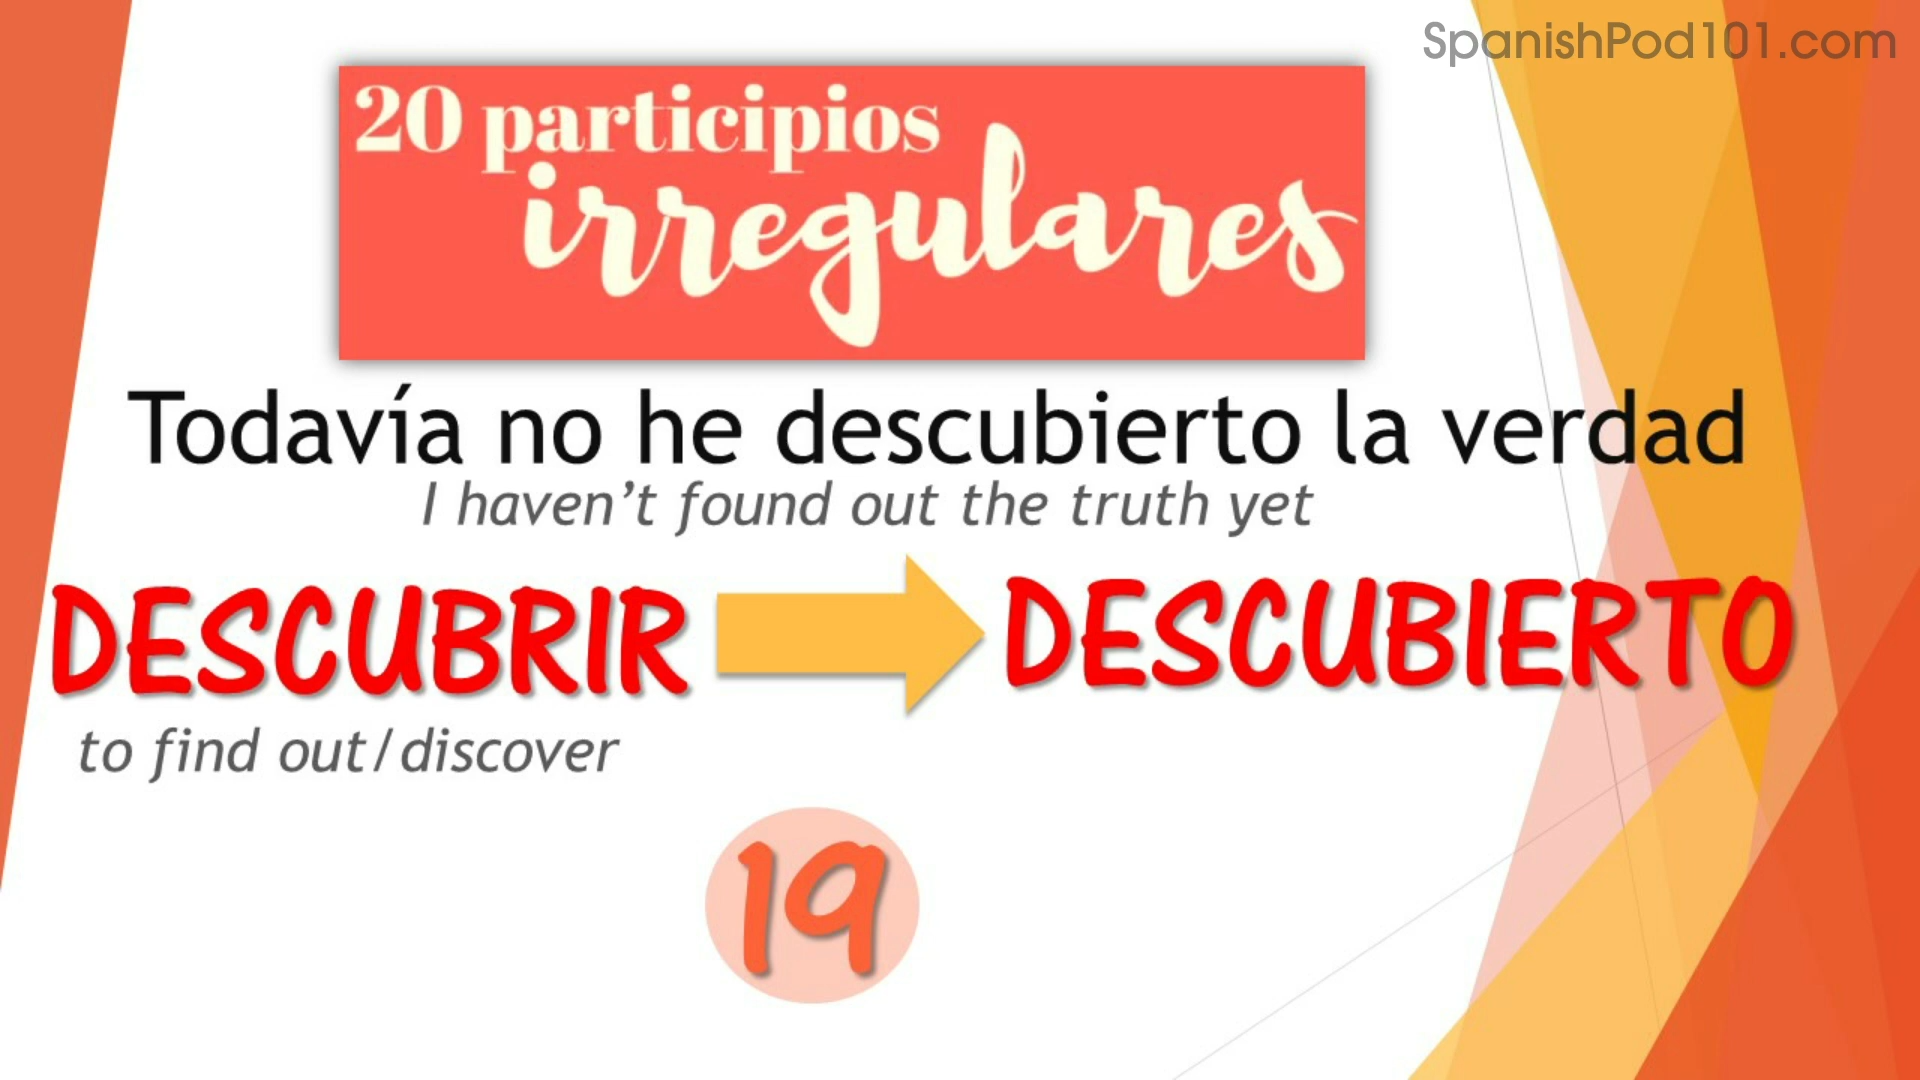 SpanishPod101.com
20 participios
irregulares
Todavía no he descubierto la verdad
I haven't found out the truth yet
DESCUBRIR DESCUBIERTO
to find out/discover
19